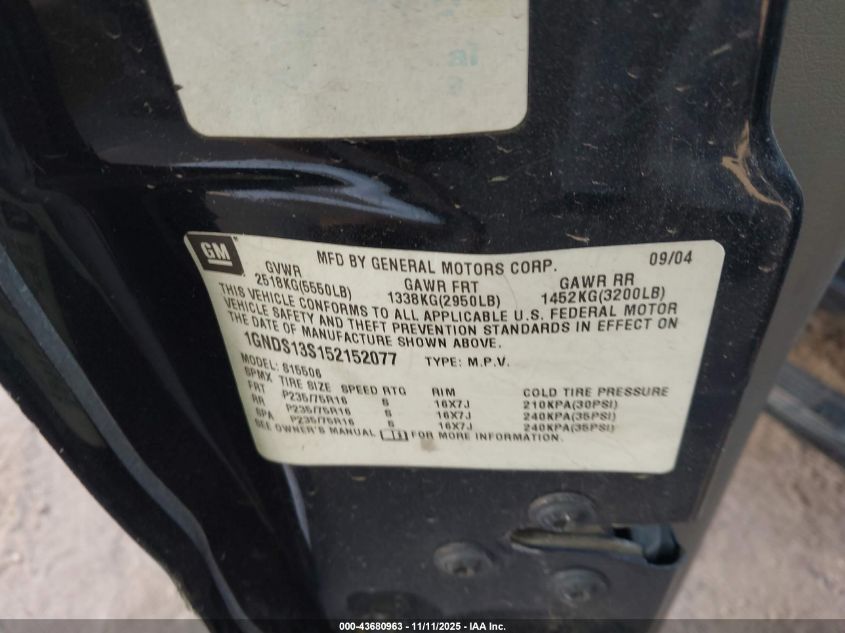 is
GM
MFD BY GENERAL MOTORS CORP. 09/04
GVWR GAWR FRT GAWR RR
2518KG(5550LB) 1338KG(2950LB) 1452KG(3200LB)
THIS VEHICLE CONFORMS TO ALL APPLICABLE U.S. FEDERAL MOTOR
VEHICLE SAFETY AND THEFT PREVENTION STANDARDS IN EFFECT ON
THE DATE OF MANUFACTURE SHOWN ABOVE.
1GNDS13S152152077 TYPE: M.P.V.
MODEL: S15506
SPMX TIRE SIZE SPEED RTG RIM COLD TIRE PRESSURE
FRT P235/75R16 S 16X7J 210KPA(30PSI)
RR P235/75R16 S 16X7J 240KPA(35PSI)
SPA P235/75R16 S 16X7J 240KPA(35PSI)
SEE OWNER'S MANUAL FOR MORE INFORMATION.
000-43680963 - 11/11/2025 - IAA Inc.